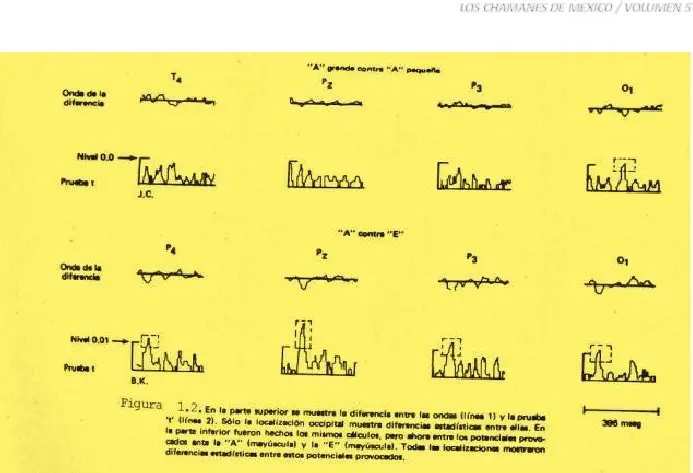 LOS CHAMANES DE MEXICO / VOLUMEN 5
"A" grande contra "A" pequeña
T4 PZ P3 O1
Onda de la
diferencia
Nivel 0.0
Prueba t
J.C.
"A" contra "E"
P4 PZ P3 O1
Onda de la
diferencia
Nivel 0.01
Prueba t
B.K.
300 mseg
Figura 1.2. En la parte superior se muestra la diferencia entre las ondas (línea 1) y la prueba
"t" (línea 2). Sólo la localización occipital muestra diferencias estadísticas entre ellas. En
la parte inferior fueron hechos los mismos cálculos, pero ahora entre los potenciales provo-
cados ante la "A" (mayúscula) y la "E" (mayúscula). Todas las localizaciones mostraron
diferencias estadísticas entre estos potenciales provocados.